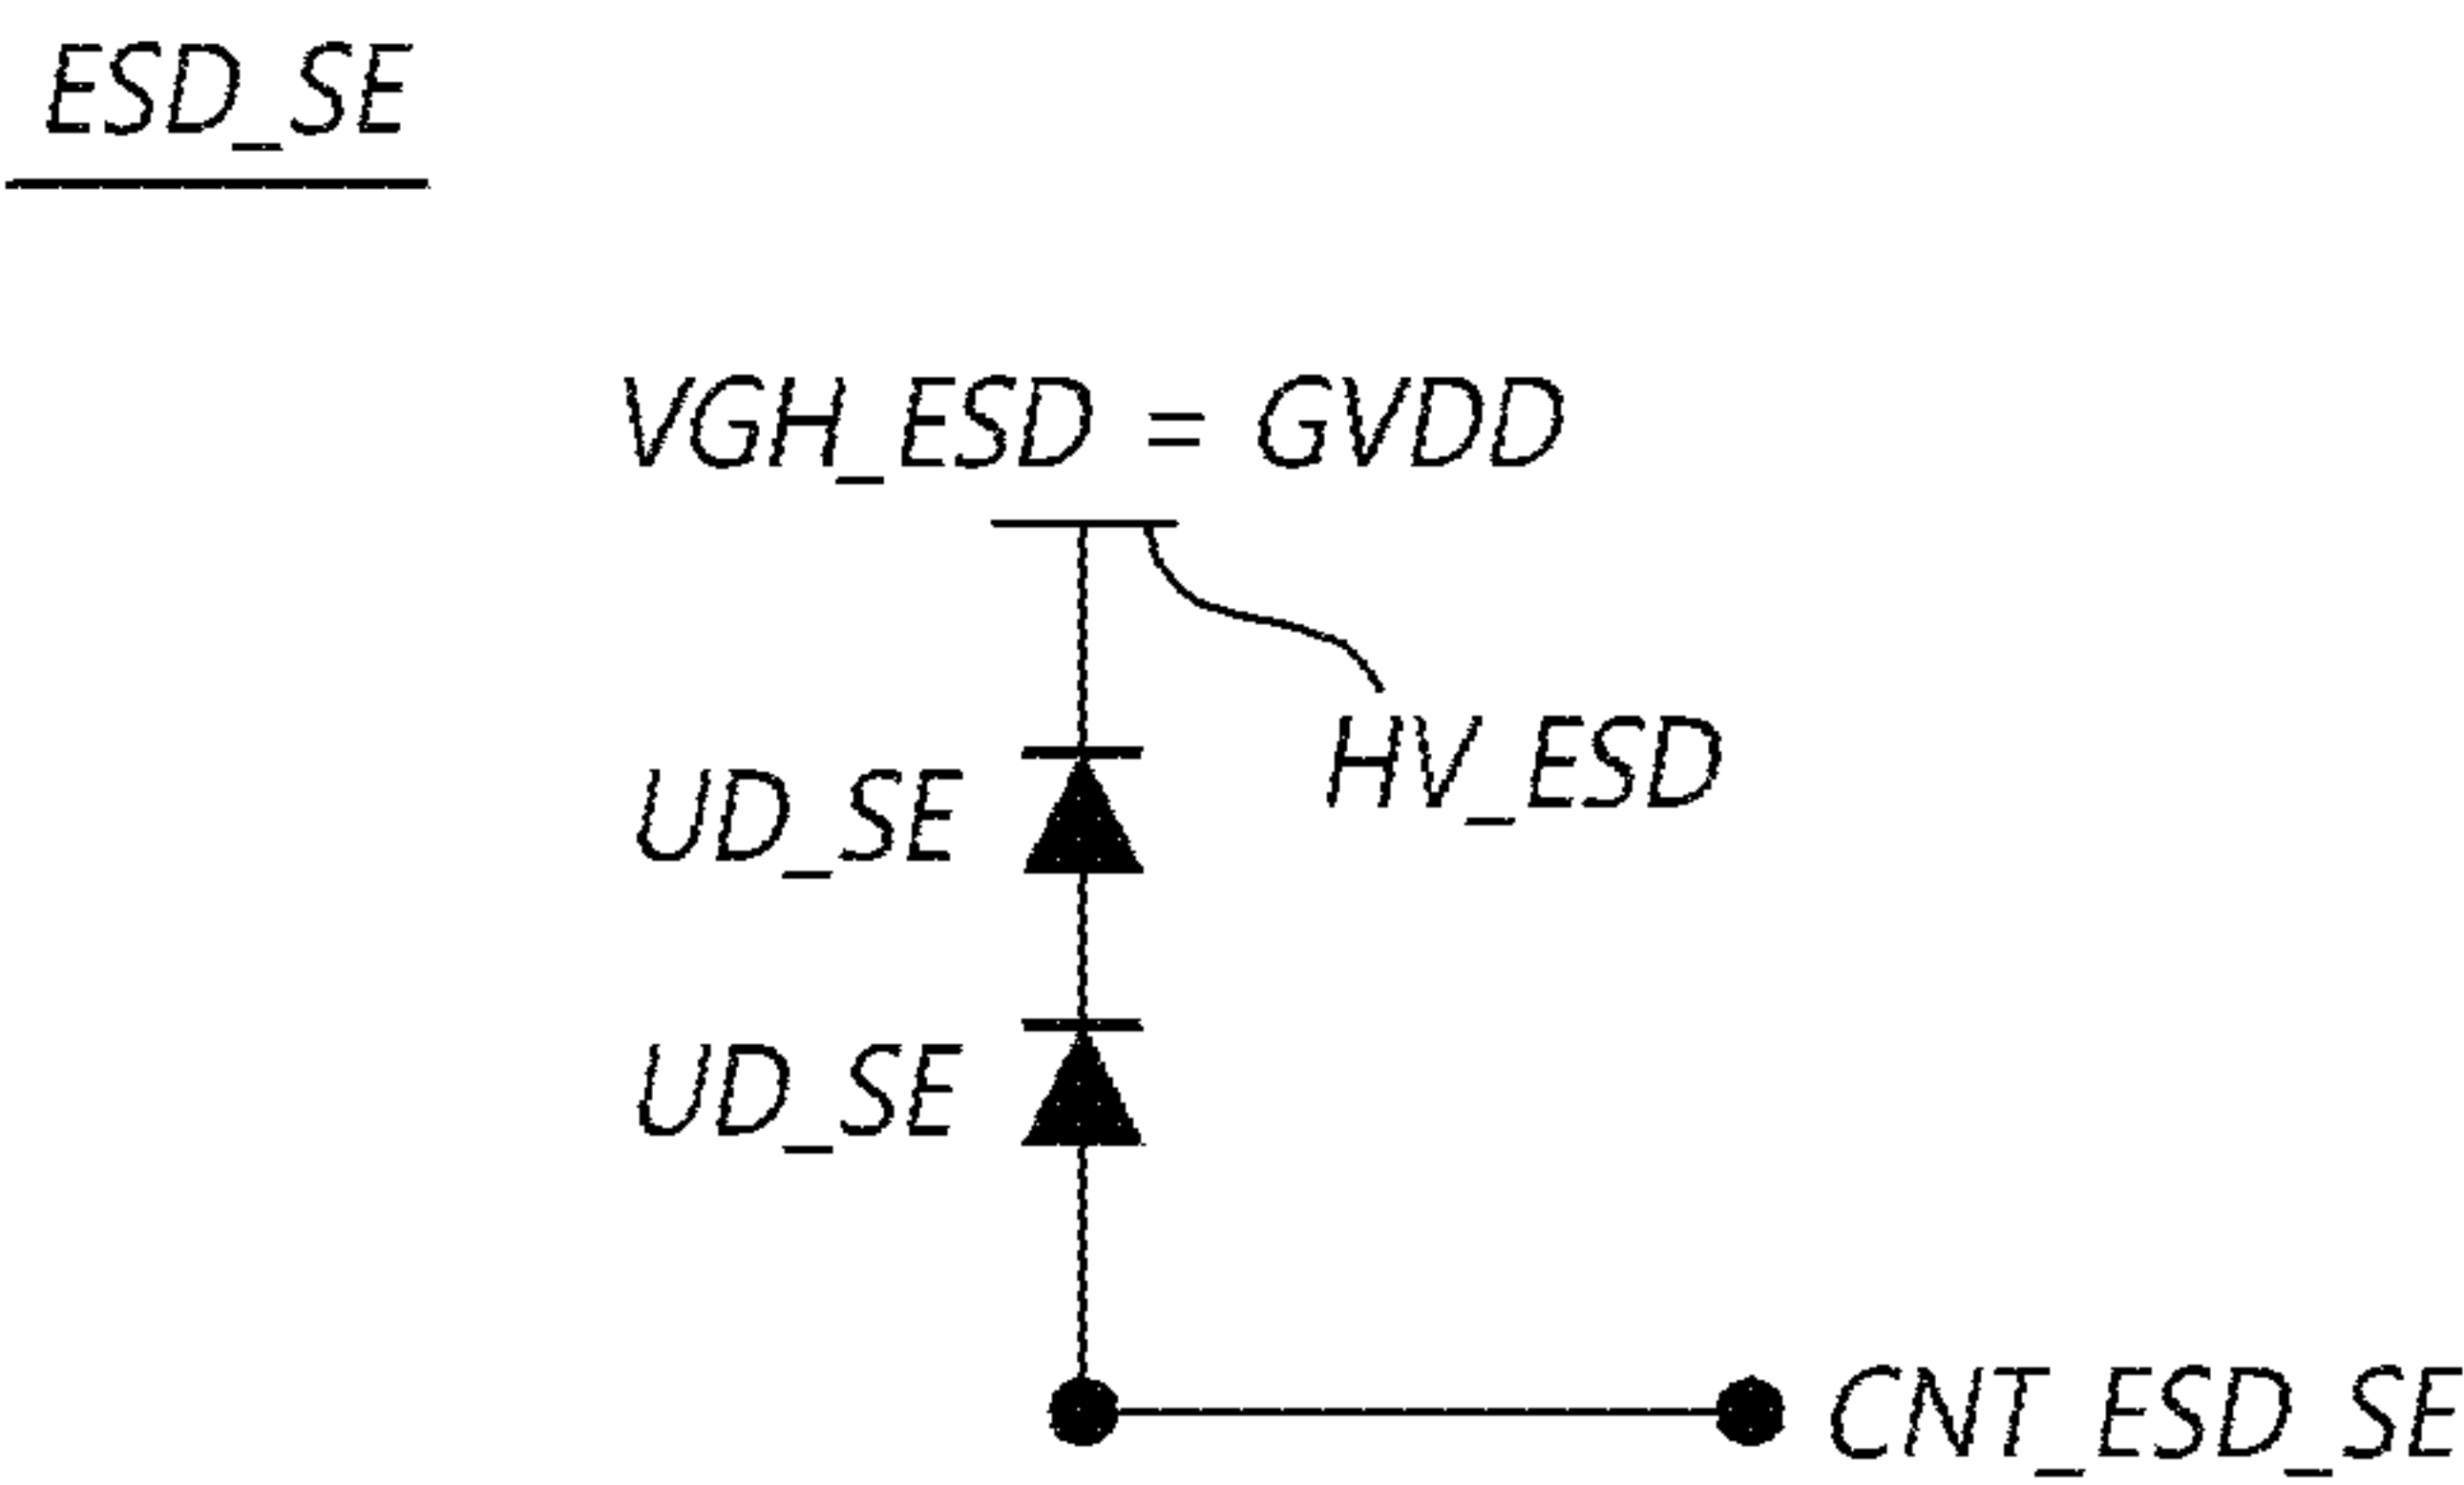 ESD_SE
VGH_ESD = GVDD
HV_ESD
UD_SE
UD_SE
CNT_ESD_SE